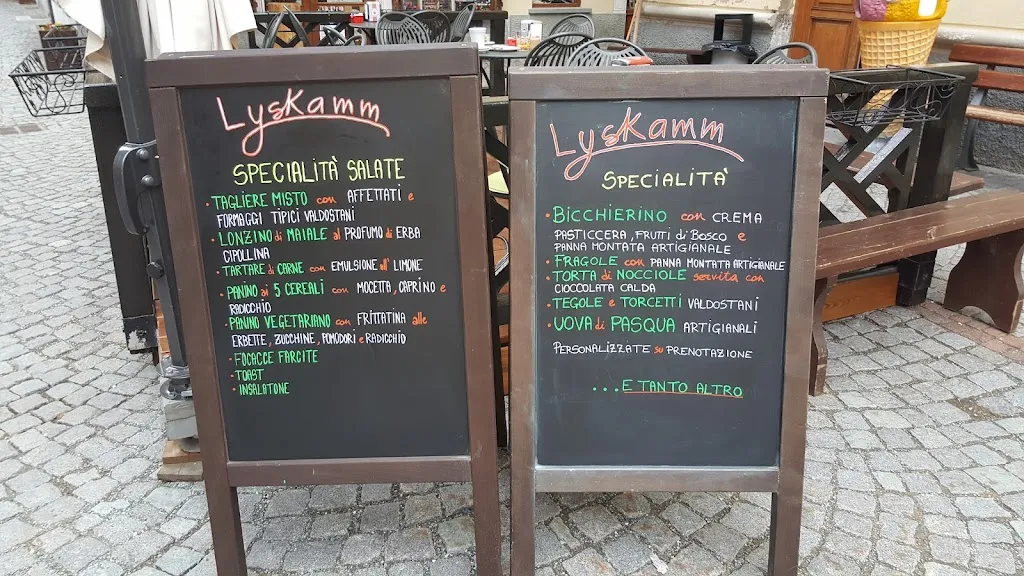 Lyskamm
SPECIALITÀ SALATE
• TAGLIERE MISTO con AFFETTATI e
FORMAGGI TIPICI VALDOSTANI
• LONZINO di MAIALE al PROFUMO di ERBA
CIPOLLINA
• TARTARE di CARNE con EMULSIONE all' LIMONE
• PANINO ai 5 CEREALI con MOCETTA, CAPRINO e
RADICCHIO
• PANINO VEGETARIANO con FRITTATINA alle
ERBETTE, ZUCCHINE, POMODORI e RADICCHIO
• FOCACCE FARCITE
• TOAST
• INSALATONE
Lyskamm
SPECIALITA'
• BICCHIERINO con CREMA
PASTICCERA, FRUTTI di BOSCO e
PANNA MONTATA ARTIGIANALE
• FRAGOLE con PANNA MONTATA ARTIGIANALE
• TORTA di NOCCIOLE servita con
CIOCCOLATA CALDA
• TEGOLE e TORCETTI VALDOSTANI
• UOVA di PASQUA ARTIGIANALI
PERSONALIZZATE su PRENOTAZIONE
...E TANTO ALTRO